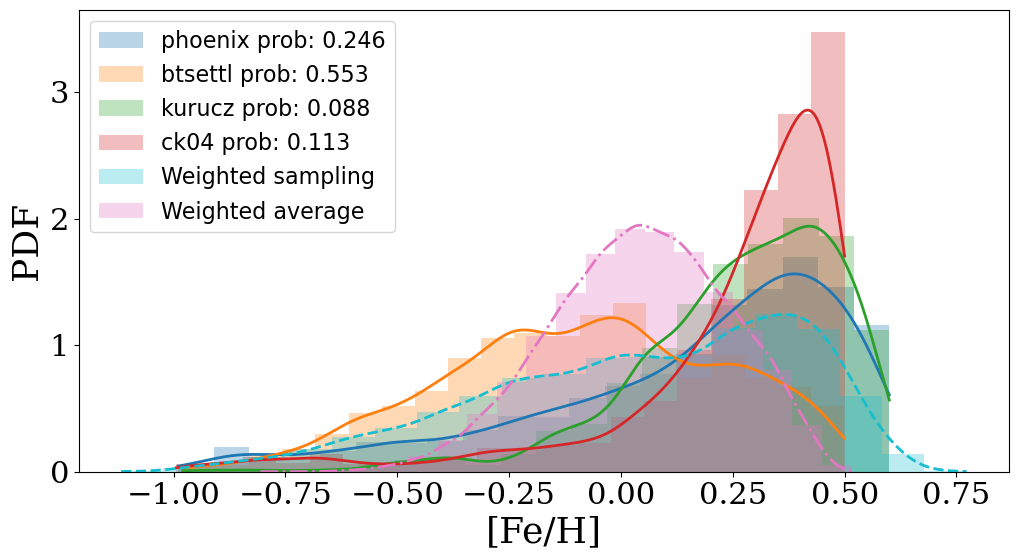 phoenix prob: 0.246
btsettl prob: 0.553
kurucz prob: 0.088
ck04 prob: 0.113
Weighted sampling
Weighted average
PDF
3
2
1
0
−1.00 −0.75 −0.50 −0.25 0.00 0.25 0.50 0.75
[Fe/H]